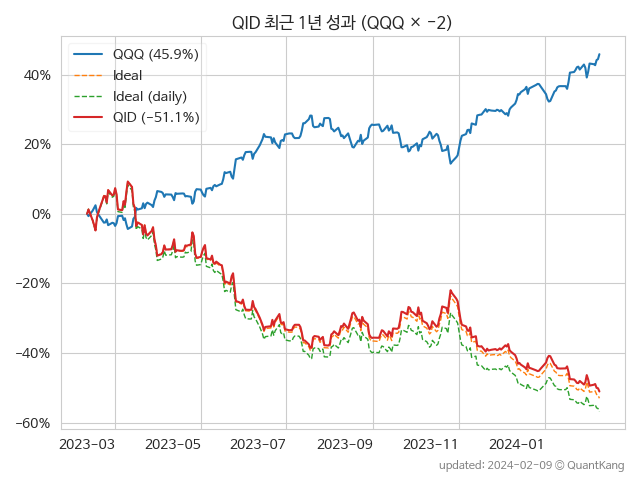 QID 최근 1년 성과 (QQQ × −2)
QQQ (45.9%)
Ideal
Ideal (daily)
QID (−51.1%)
40%
20%
0%
−20%
−40%
−60%
2023−03 2023−05 2023−07 2023−09 2023−11 2024−01
updated: 2024−02−09 © QuantKang